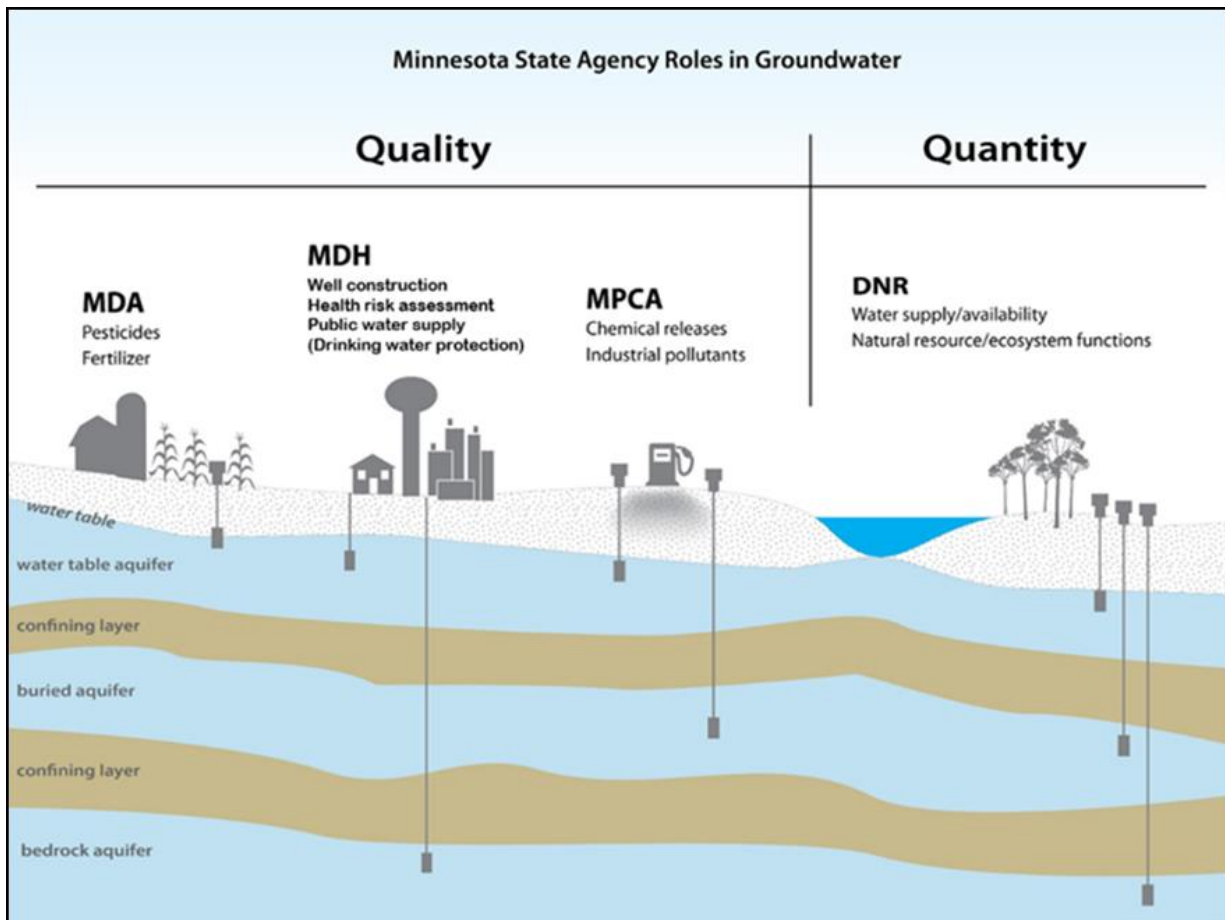 Minnesota State Agency Roles in Groundwater
Quality
Quantity
MDA
Pesticides
Fertilizer
MDH
Well construction
Health risk assessment
Public water supply
(Drinking water protection)
MPCA
Chemical releases
Industrial pollutants
DNR
Water supply/availability
Natural resource/ecosystem functions
water table
water table aquifer
confining layer
buried aquifer
confining layer
bedrock aquifer